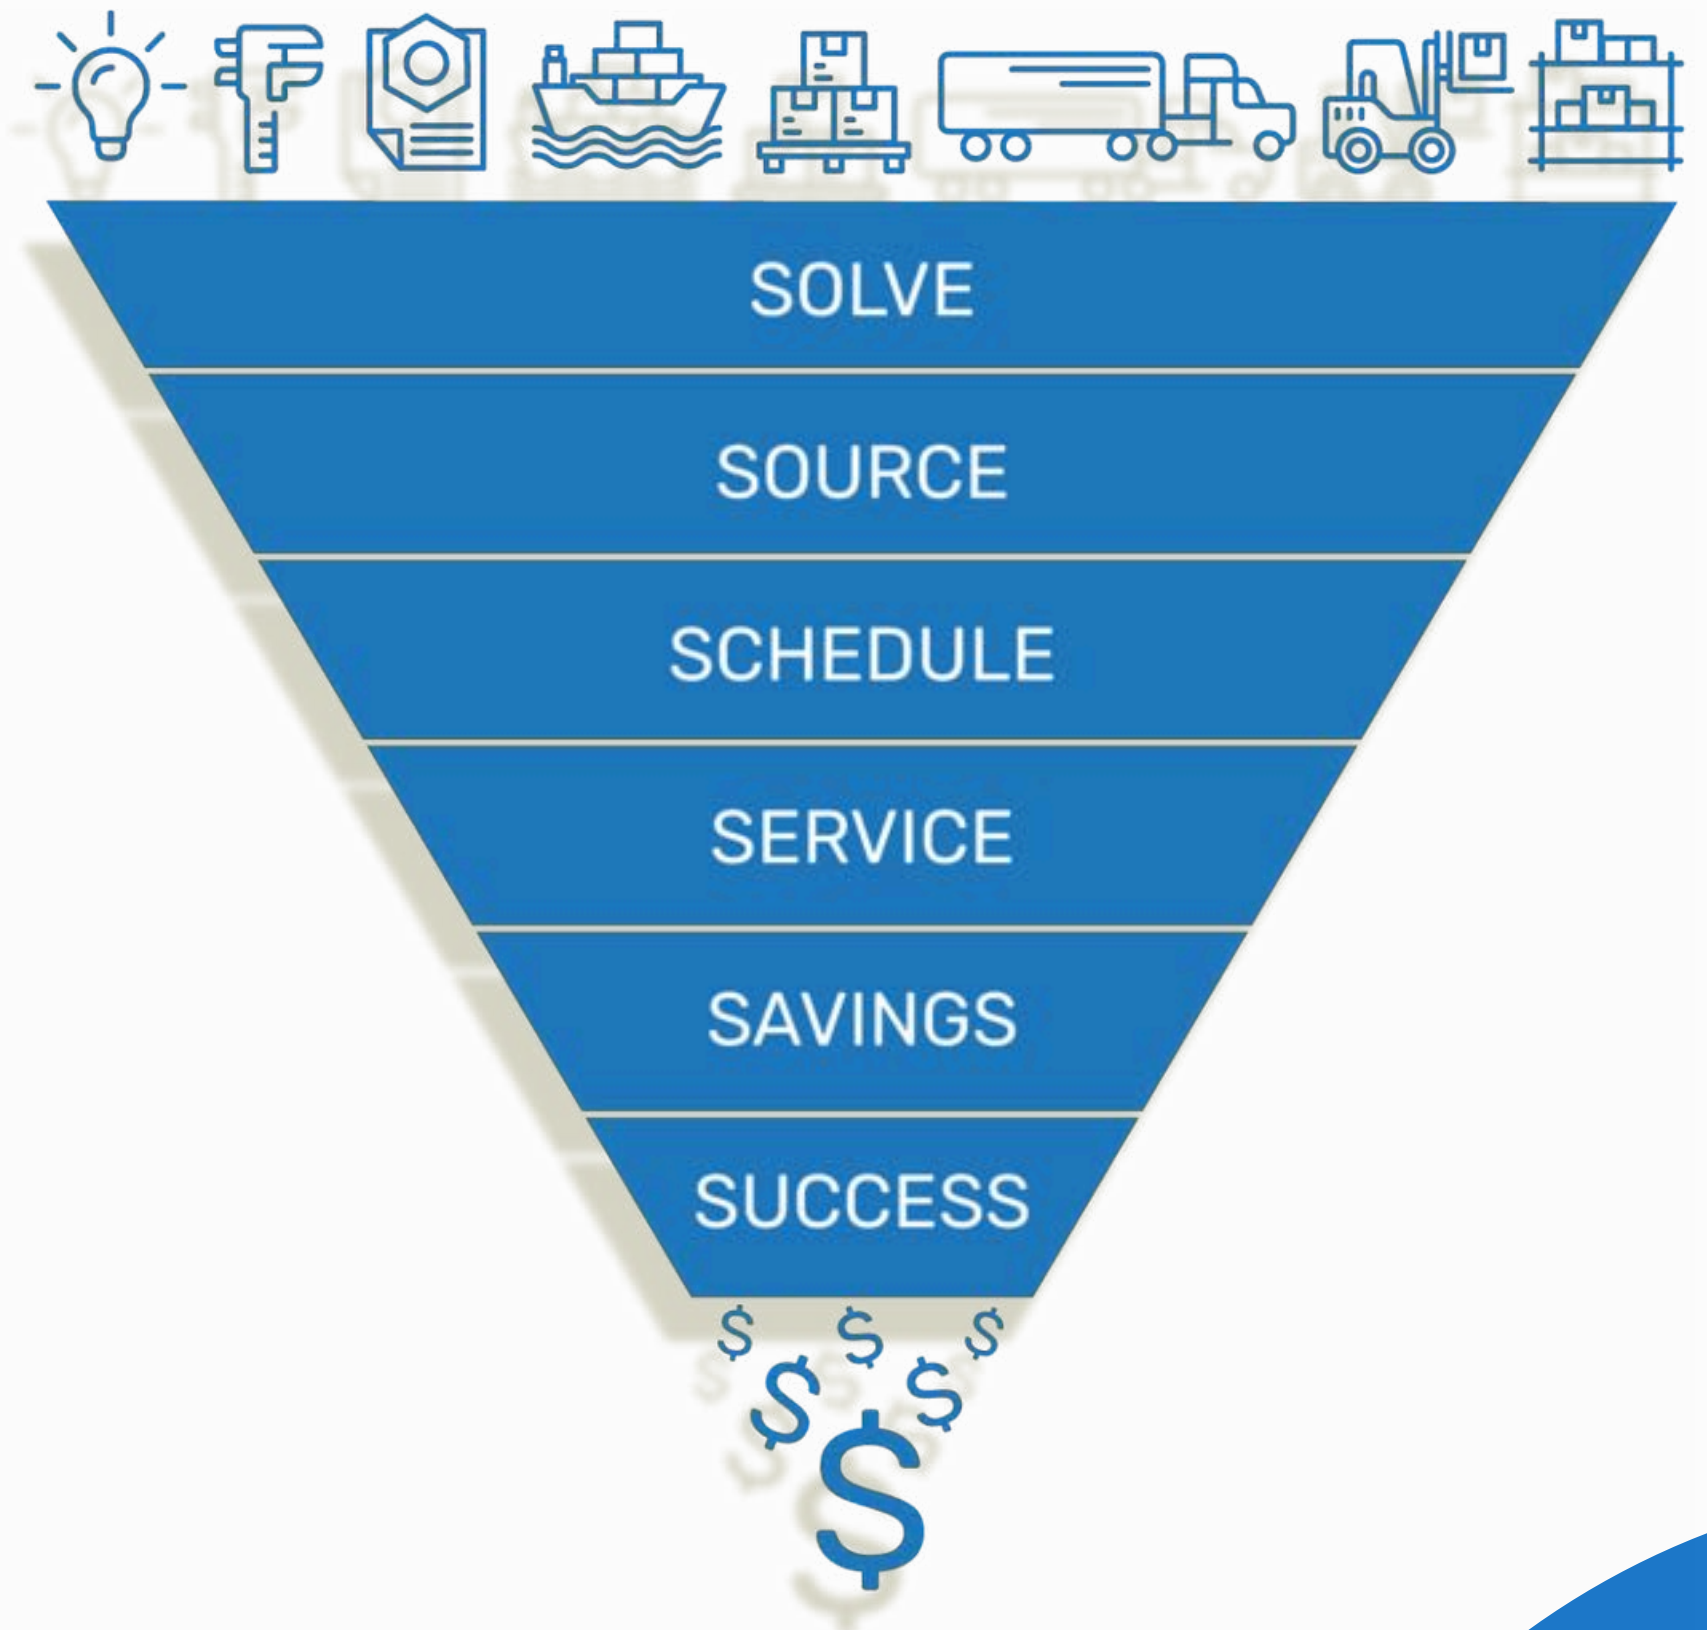 SOLVE
SOURCE
SCHEDULE
SERVICE
SAVINGS
SUCCESS
$ $ $
$ $
$